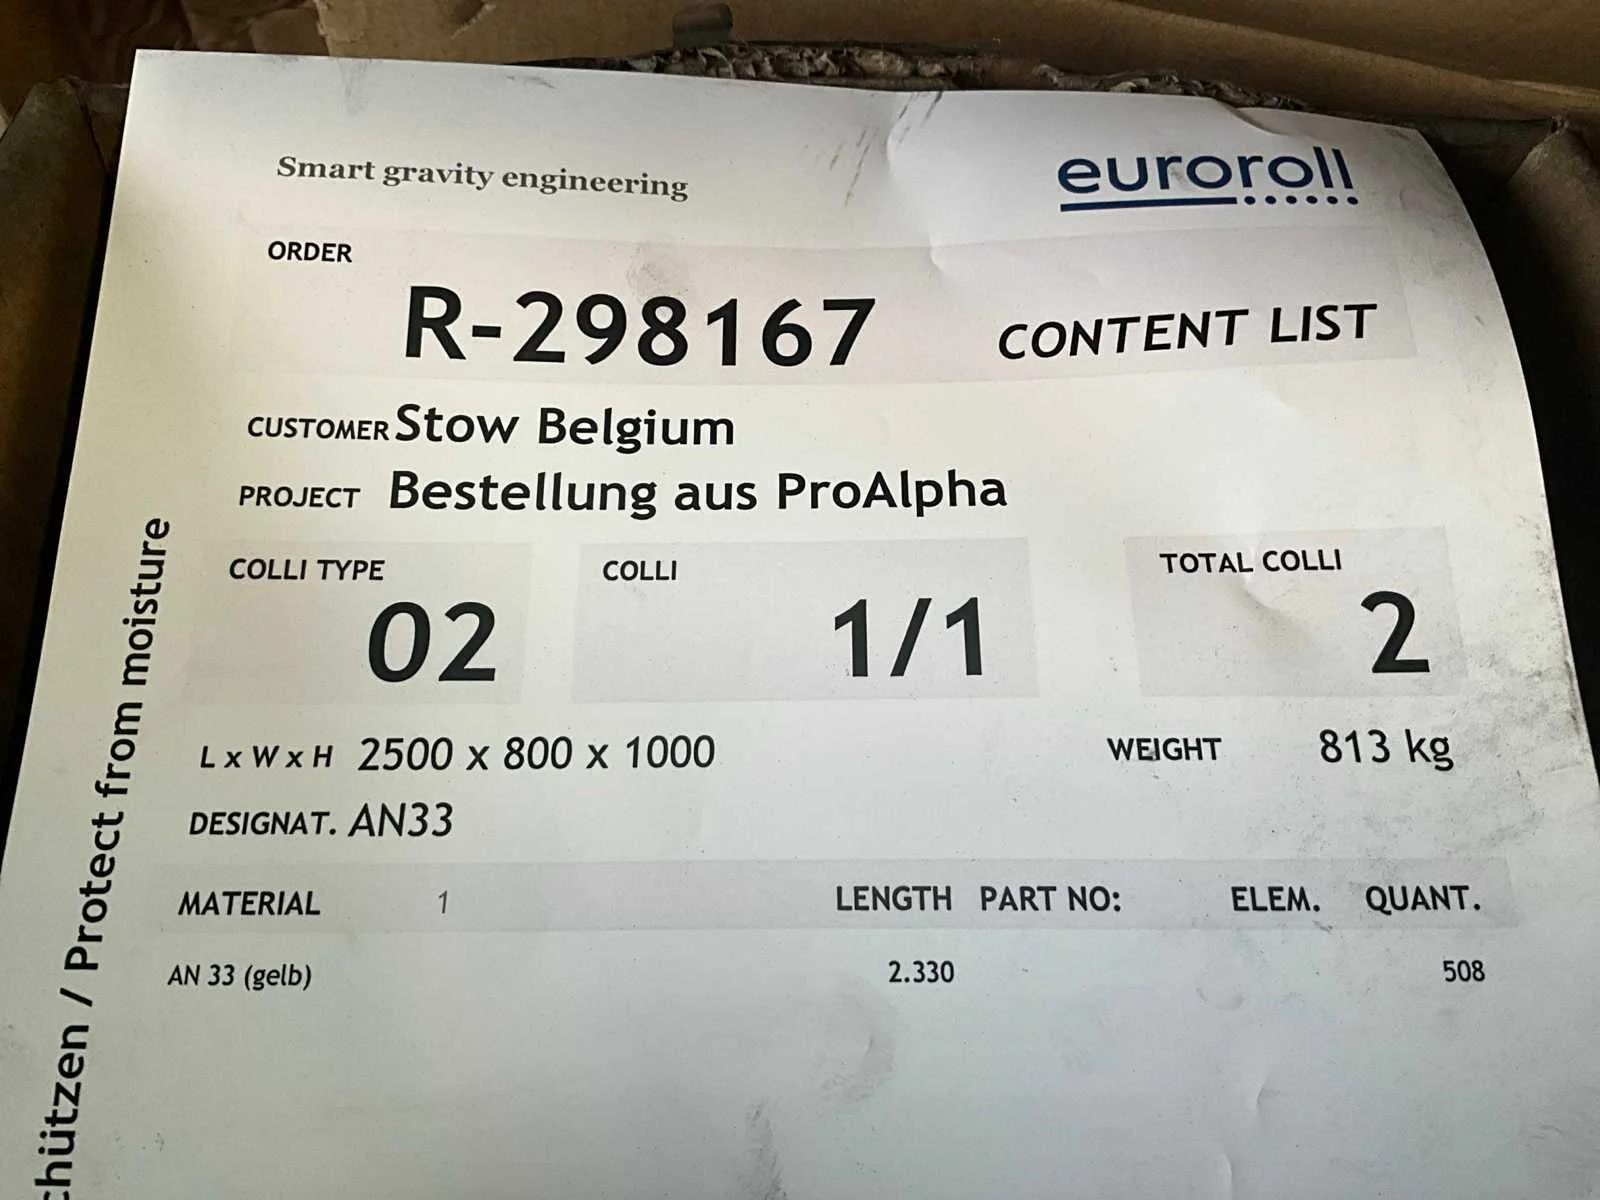 Smart gravity engineering
euroroll
ORDER
R-298167 CONTENT LIST
CUSTOMER Stow Belgium
PROJECT Bestellung aus ProAlpha
COLLI TYPE COLLI TOTAL COLLI
02 1/1 2
L x W x H 2500 x 800 x 1000 WEIGHT 813 kg
DESIGNAT. AN33
MATERIAL 1 LENGTH PART NO: ELEM. QUANT.
AN 33 (gelb) 2.330 508
chützen / Protect from moisture